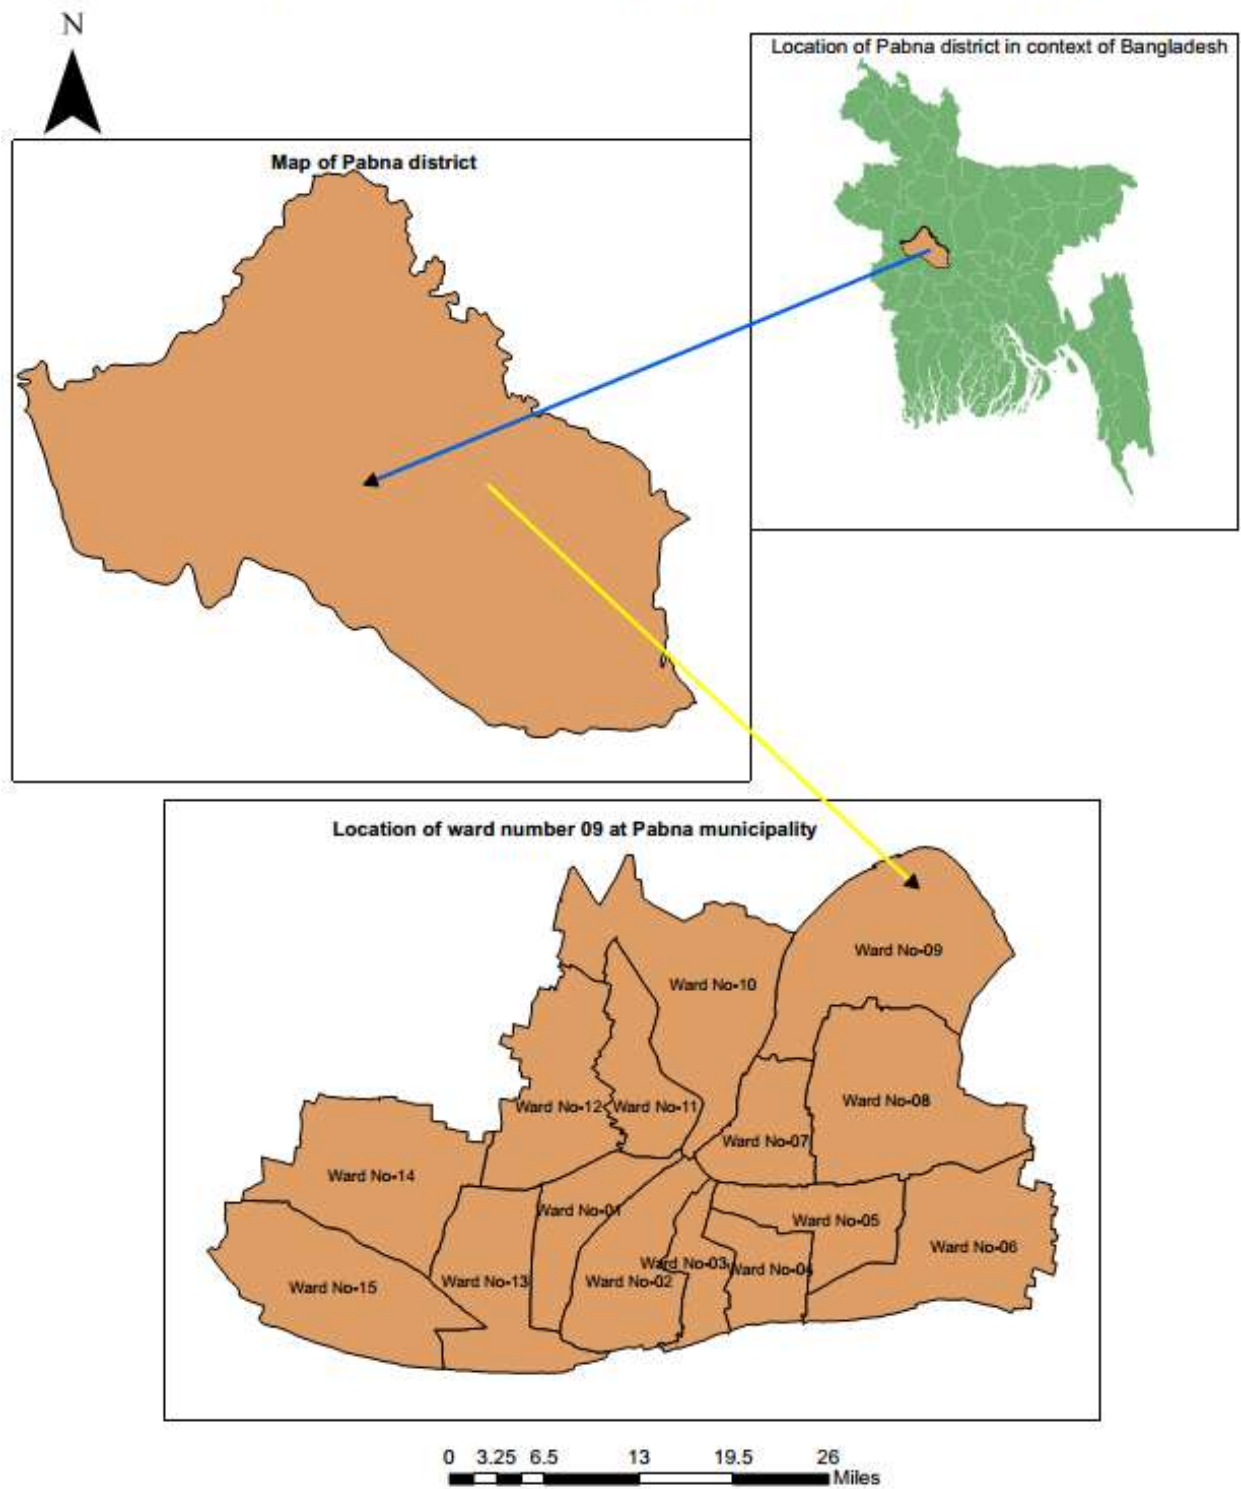 N
Location of Pabna district in context of Bangladesh
Map of Pabna district
Location of ward number 09 at Pabna municipality
Ward No-09
Ward No-10
Ward No-08
Ward No-12
Ward No-11
Ward No-07
Ward No-14
Ward No-01
Ward No-05
Ward No-06
Ward No-03
Ward No-04
Ward No-15
Ward No-13
Ward No-02
0 3.25 6.5 13 19.5 26
Miles